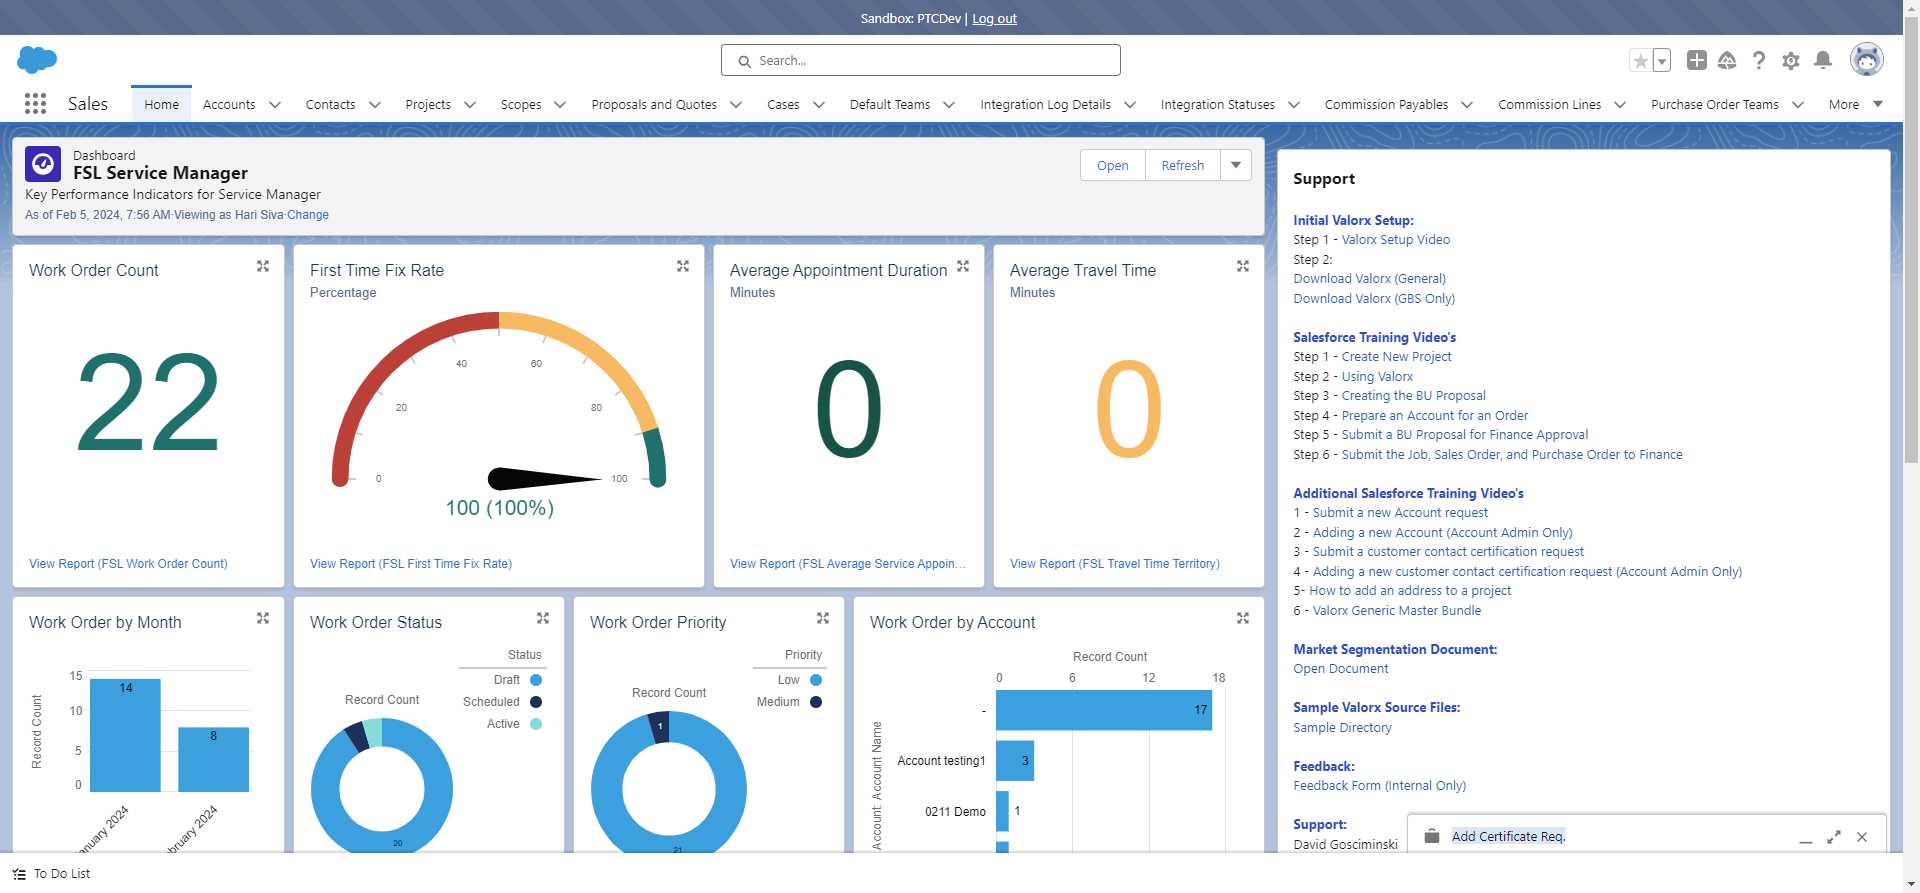 Sandbox: PTCDev | Log out
Search...
Sales
Home
Accounts
Contacts
Projects
Scopes
Proposals and Quotes
Cases
Default Teams
Integration Log Details
Integration Statuses
Commission Payables
Commission Lines
Purchase Order Teams
More
Dashboard
FSL Service Manager
Key Performance Indicators for Service Manager
As of Feb 5, 2024, 7:56 AM·Viewing as Hari Siva·Change
Open
Refresh
Work Order Count
22
View Report (FSL Work Order Count)
First Time Fix Rate
Percentage
0
20
40
60
80
100
100 (100%)
View Report (FSL First Time Fix Rate)
Average Appointment Duration
Minutes
0
View Report (FSL Average Service Appoin...
Average Travel Time
Minutes
0
View Report (FSL Travel Time Territory)
Work Order by Month
Record Count
15
10
5
0
14
8
anuary 2024
bruary 2024
Work Order Status
Status
Draft
Scheduled
Active
Record Count
20
Work Order Priority
Priority
Low
Medium
Record Count
1
21
Work Order by Account
Record Count
0
6
12
18
Account: Account Name
-
17
Account testing1
3
0211 Demo
1
Support
Initial Valorx Setup:
Step 1 - Valorx Setup Video
Step 2:
Download Valorx (General)
Download Valorx (GBS Only)
Salesforce Training Video's
Step 1 - Create New Project
Step 2 - Using Valorx
Step 3 - Creating the BU Proposal
Step 4 - Prepare an Account for an Order
Step 5 - Submit a BU Proposal for Finance Approval
Step 6 - Submit the Job, Sales Order, and Purchase Order to Finance
Additional Salesforce Training Video's
1 - Submit a new Account request
2 - Adding a new Account (Account Admin Only)
3 - Submit a customer contact certification request
4 - Adding a new customer contact certification request (Account Admin Only)
5- How to add an address to a project
6 - Valorx Generic Master Bundle
Market Segmentation Document:
Open Document
Sample Valorx Source Files:
Sample Directory
Feedback:
Feedback Form (Internal Only)
Support:
David Gosciminski
Add Certificate Req.
To Do List